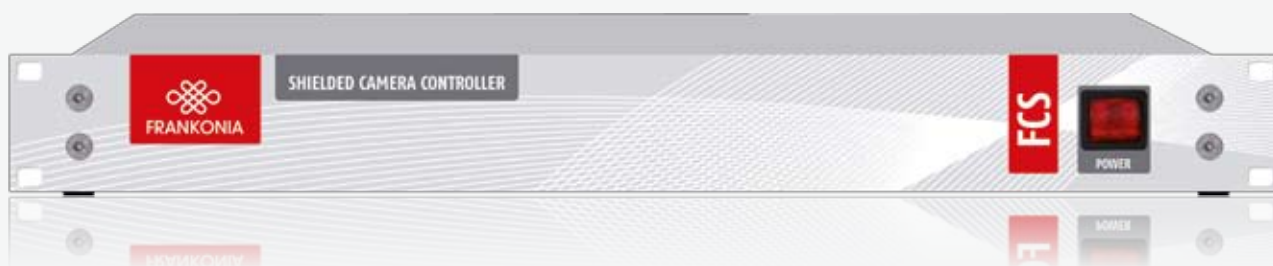 FRANKONIA
SHIELDED CAMERA CONTROLLER
FCS
POWER